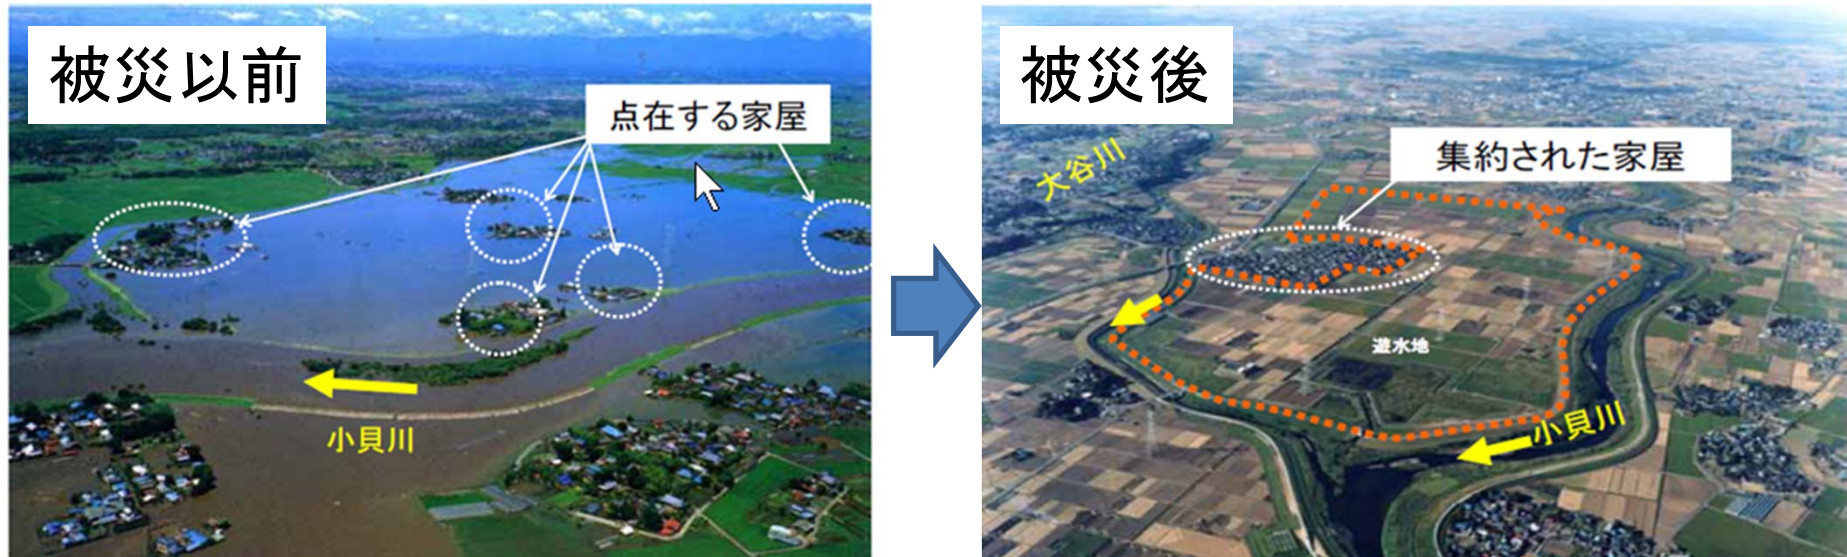 被災以前
点在する家屋
小貝川
被災後
集約された家屋
大谷川
遊水地
小貝川